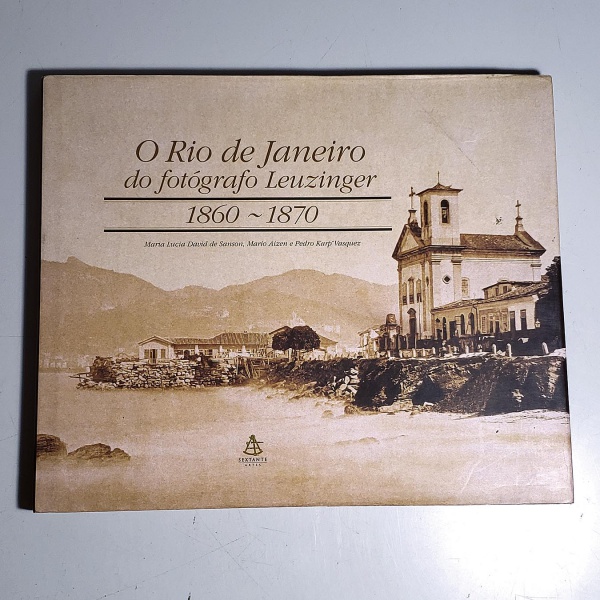 O Rio de Janeiro
do fotógrafo Leuzinger
1860 ~ 1870
Maria Lucia David de Sanson, Mario Aizen e Pedro Karp Vasquez
SEXTANTE
ARTES